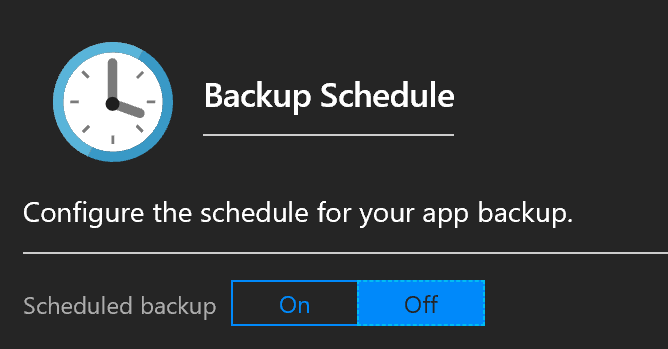 Backup Schedule
Configure the schedule for your app backup.
Scheduled backup On Off